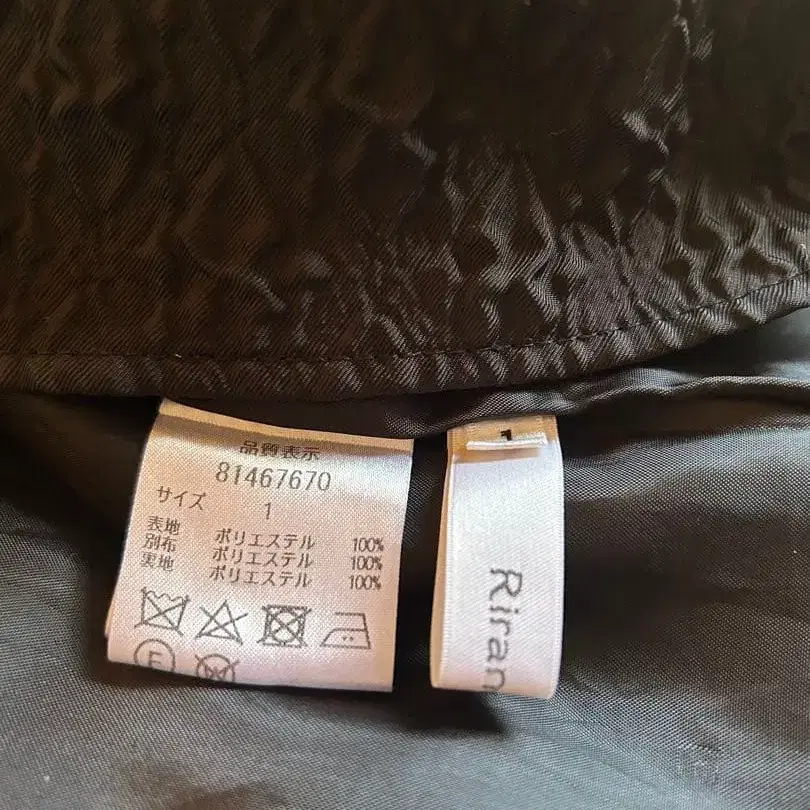 品質表示
81467670
サイズ 1
表地 ポリエステル 100%
別布 ポリエステル 100%
裏地 ポリエステル 100%
F
W
1
Riran